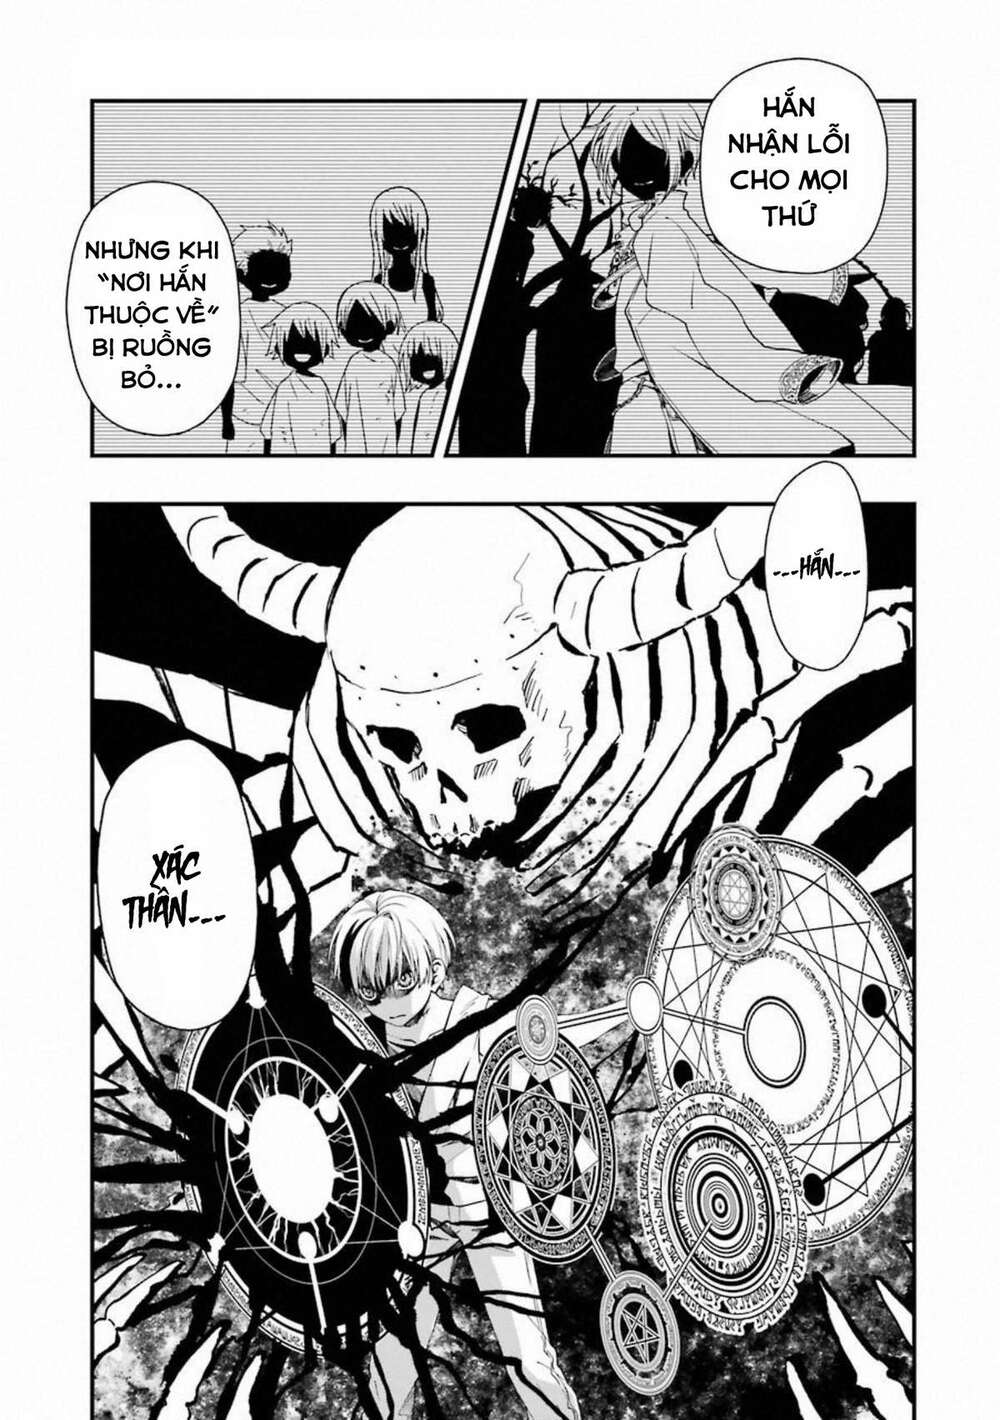 HẮN
NHẬN LỖI
CHO MỌI
THỨ
NHƯNG KHI
“NƠI HẮN
THUỘC VỀ”
BỊ RUỒNG
BỎ...
---HẮN---
XÁC
THẦN---